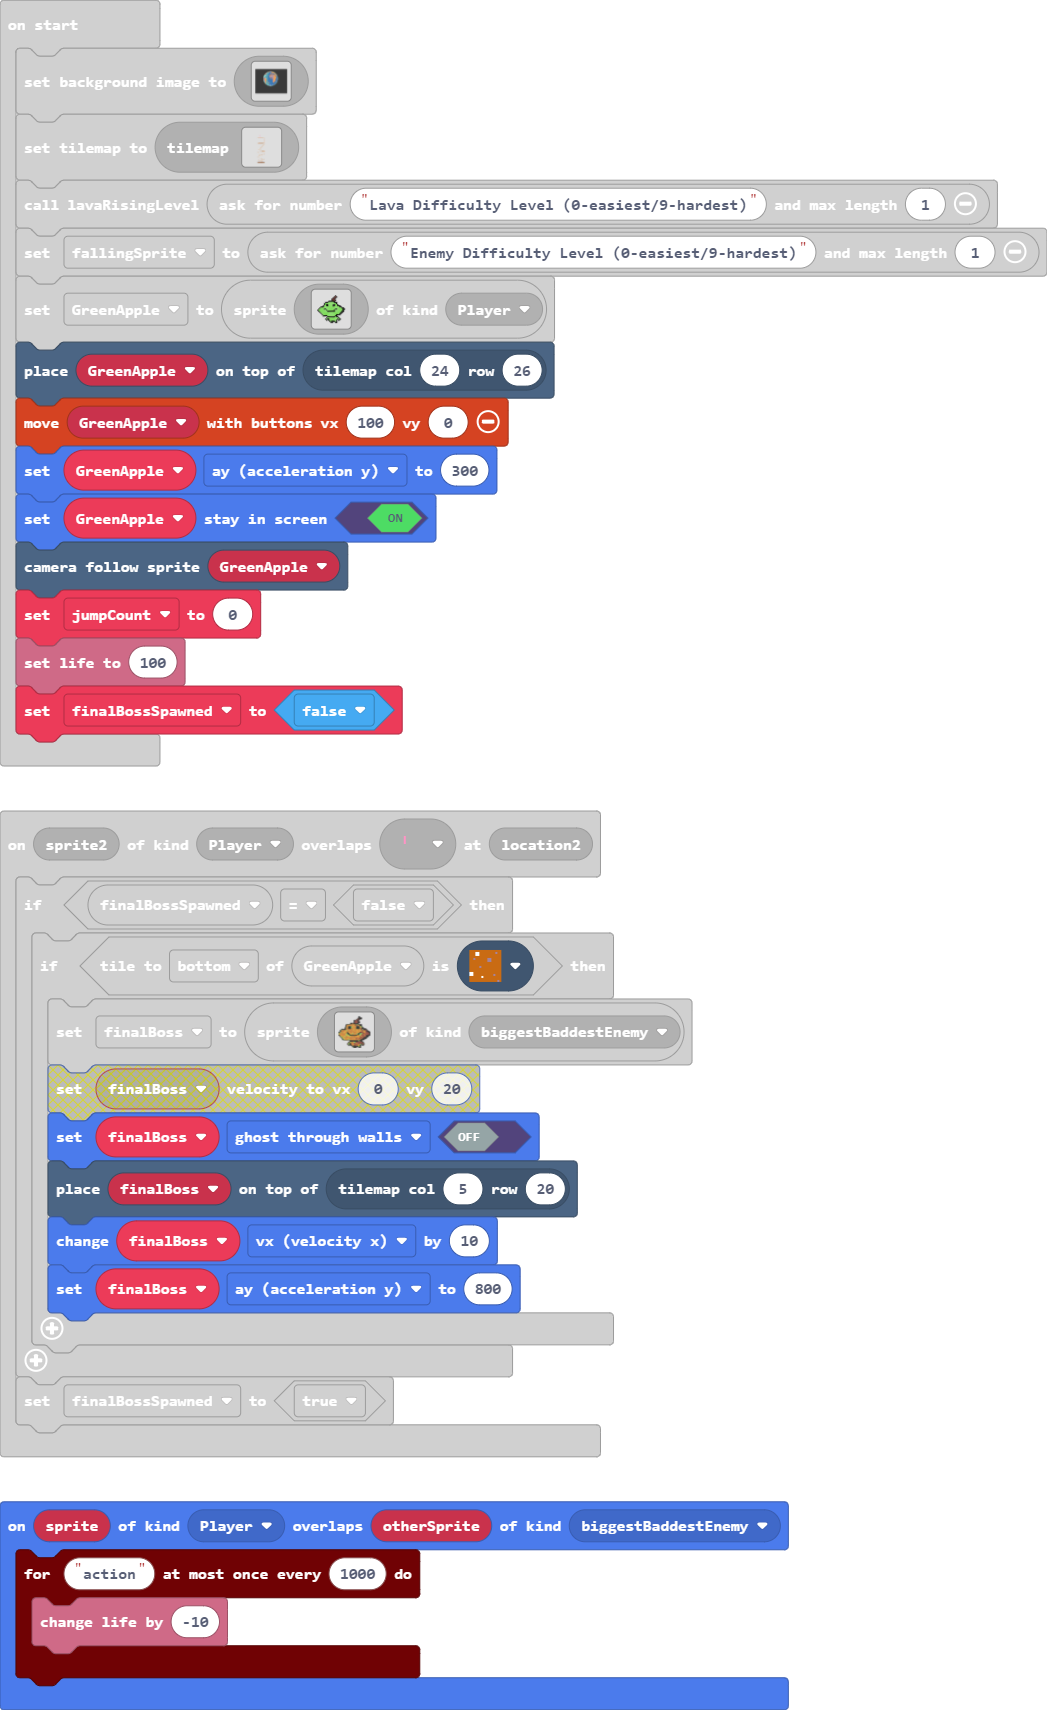 on start
set background image to
set tilemap to tilemap
call lavaRisingLevel ask for number "Lava Difficulty Level (0-easiest/9-hardest)" and max length 1
set fallingSprite to ask for number "Enemy Difficulty Level (0-easiest/9-hardest)" and max length 1
set GreenApple to sprite of kind Player
place GreenApple on top of tilemap col 24 row 26
move GreenApple with buttons vx 100 vy 0
set GreenApple ay (acceleration y) to 300
set GreenApple stay in screen ON
camera follow sprite GreenApple
set jumpCount to 0
set life to 100
set finalBossSpawned to false
on sprite2 of kind Player overlaps at location2
if finalBossSpawned = false then
if tile to bottom of GreenApple is then
set finalBoss to sprite of kind biggestBaddestEnemy
set finalBoss velocity to vx 0 vy 20
set finalBoss ghost through walls OFF
place finalBoss on top of tilemap col 5 row 20
change finalBoss vx (velocity x) by 10
set finalBoss ay (acceleration y) to 800
set finalBossSpawned to true
on sprite of kind Player overlaps otherSprite of kind biggestBaddestEnemy
for "action" at most once every 1000 do
change life by -10